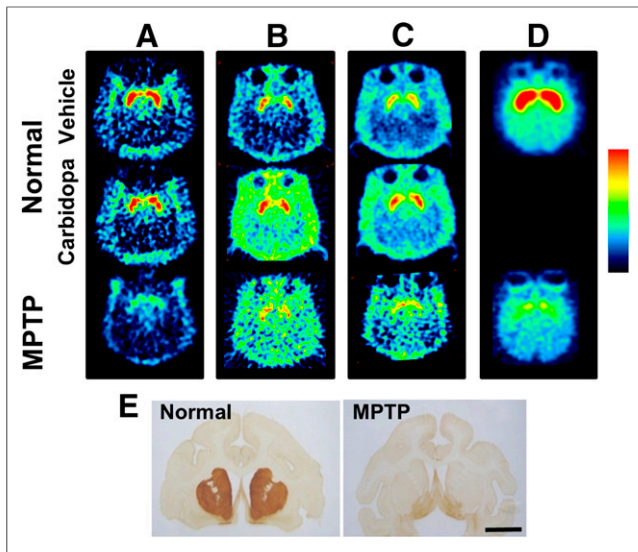 A B C D
Normal
Vehicle
Carbidopa
MPTP
E
Normal MPTP